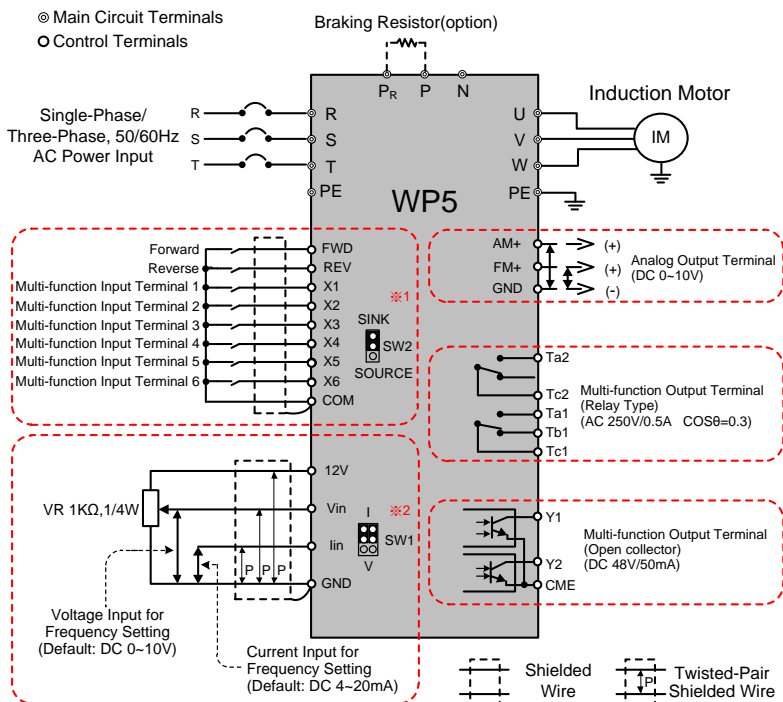 ◎ Main Circuit Terminals
O Control Terminals
Braking Resistor(option)
PR P N
Single-Phase/
Three-Phase, 50/60Hz
AC Power Input
R
S
T
R
S
T
PE
WP5
U
V
W
PE
Induction Motor
IM
Forward
Reverse
Multi-function Input Terminal 1
Multi-function Input Terminal 2
Multi-function Input Terminal 3
Multi-function Input Terminal 4
Multi-function Input Terminal 5
Multi-function Input Terminal 6
FWD
REV
X1
X2
X3
X4
X5
X6
COM
※1
SINK
SW2
SOURCE
AM+
FM+
GND
(+)
(+)
(-)
Analog Output Terminal
(DC 0~10V)
Ta2
Tc2
Ta1
Tb1
Tc1
Multi-function Output Terminal
(Relay Type)
(AC 250V/0.5A COSθ=0.3)
VR 1KΩ,1/4W
12V
Vin
Iin
GND
P P P
I
※2
SW1
V
Y1
Y2
CME
Multi-function Output Terminal
(Open collector)
(DC 48V/50mA)
Voltage Input for
Frequency Setting
(Default: DC 0~10V)
Current Input for
Frequency Setting
(Default: DC 4~20mA)
Shielded
Wire
P
Twisted-Pair
Shielded Wire